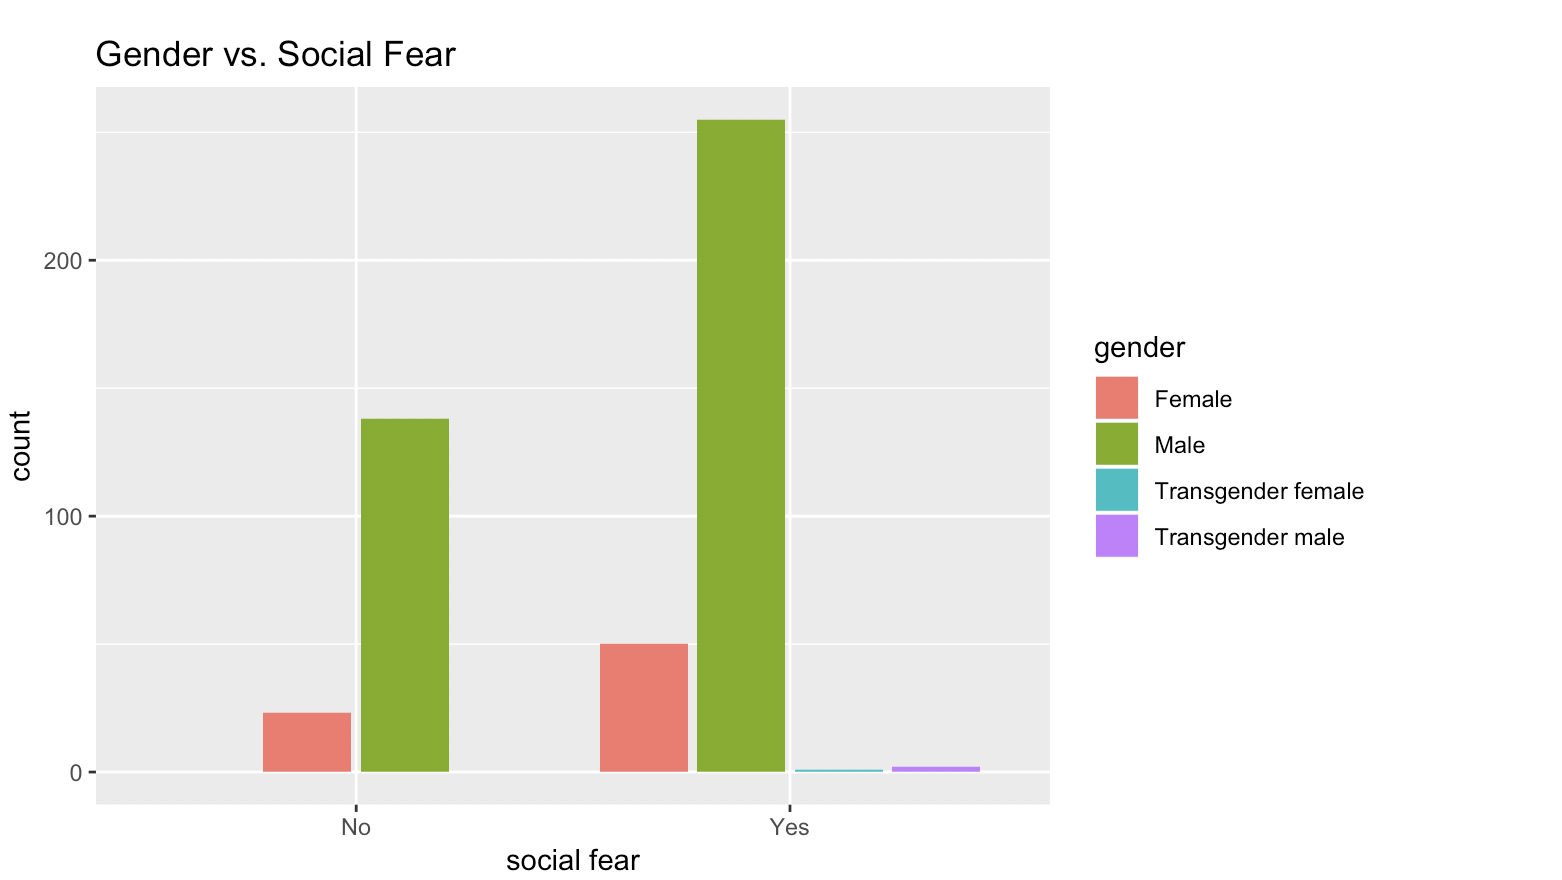 Gender vs. Social Fear
count
200
100
0
No
Yes
social fear
gender
Female
Male
Transgender female
Transgender male